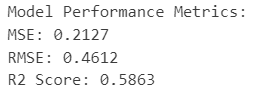 Model Performance Metrics:
MSE: 0.2127
RMSE: 0.4612
R2 Score: 0.5863